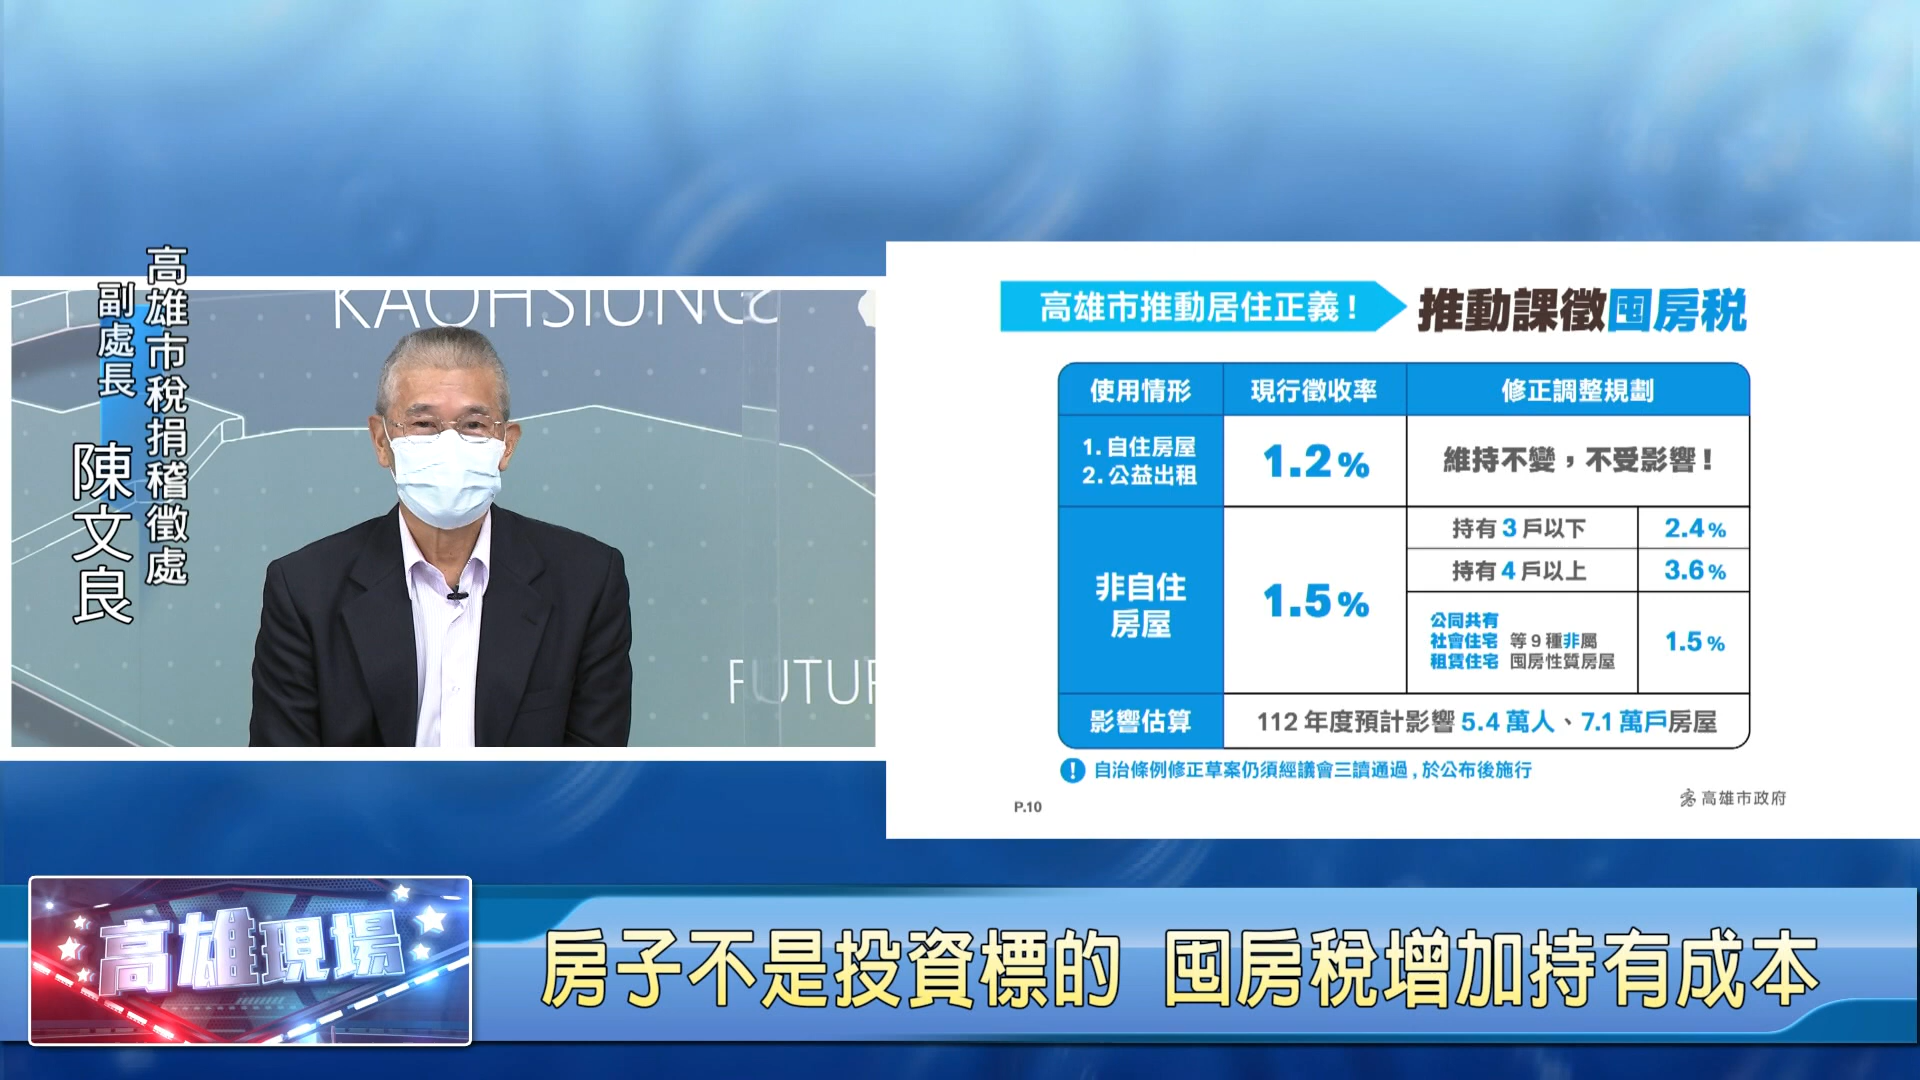 高雄市稅捐稽徵處
副處長 陳文良
KAOHSIUNG
FUTUR
高雄市推動居住正義！ 推動課徵囤房税
使用情形 現行徵收率 修正調整規劃
1. 自住房屋
2. 公益出租
1.2%
維持不變，不受影響！
非自住
房屋
1.5%
持有 3 戶以下 2.4%
持有 4 戶以上 3.6%
公同共有
社會住宅 等 9 種非屬
租賃住宅 囤房性質房屋
1.5%
影響估算 112 年度預計影響 5.4 萬人、7.1 萬戶房屋
! 自治條例修正草案仍須經議會三讀通過，於公布後施行
P.10
高雄市政府
高雄現場
房子不是投資標的 囤房稅增加持有成本